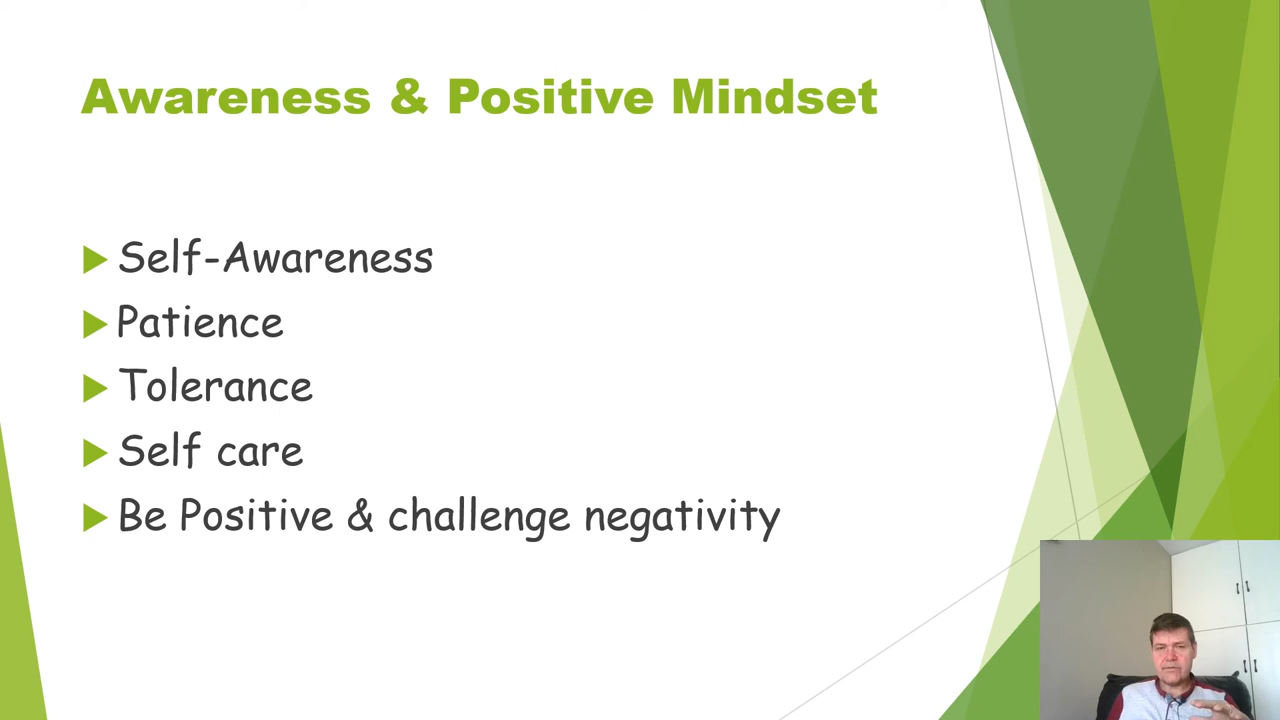 Awareness & Positive Mindset
Self-Awareness
Patience
Tolerance
Self care
Be Positive & challenge negativity